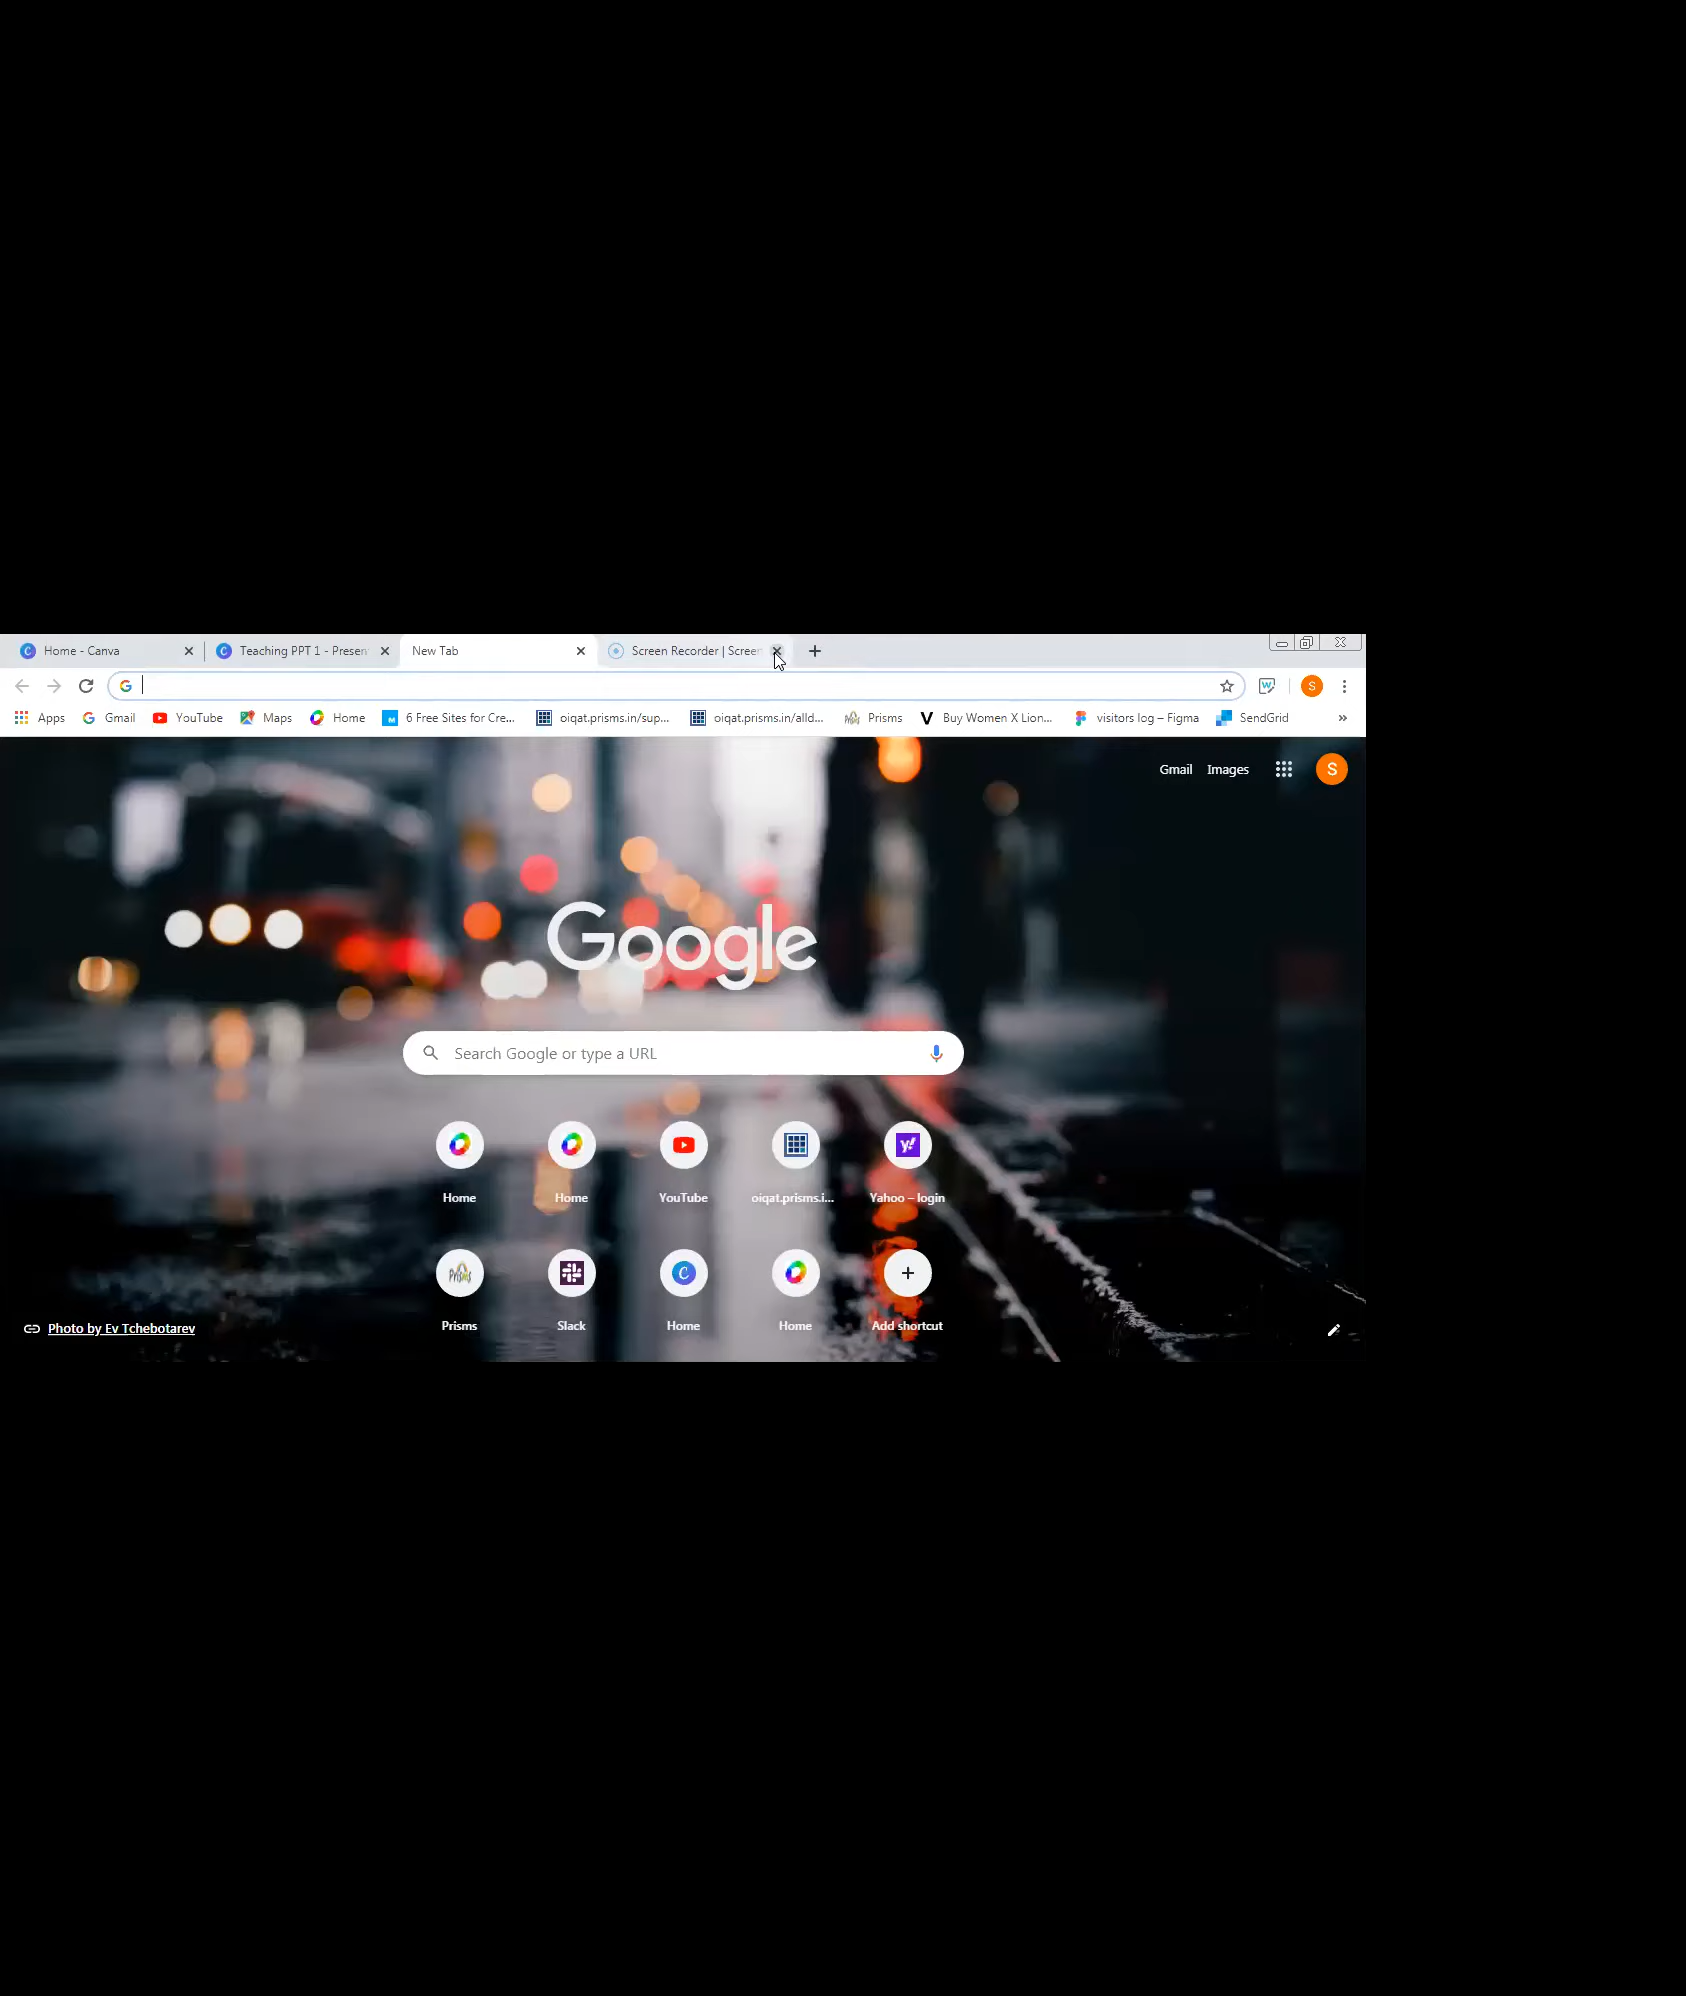 Home - Canva
Teaching PPT 1 - Presen
New Tab
Screen Recorder | Screen
S
Apps
Gmail
YouTube
Maps
Home
6 Free Sites for Cre...
oiqat.prisms.in/sup...
oiqat.prisms.in/alld...
Prisms
Buy Women X Lion...
visitors log – Figma
SendGrid
»
Gmail
Images
S
Google
Search Google or type a URL
Home
Home
YouTube
oiqat.prisms.i...
Yahoo – login
Prisms
Slack
Home
Home
Add shortcut
Photo by Ev Tchebotarev